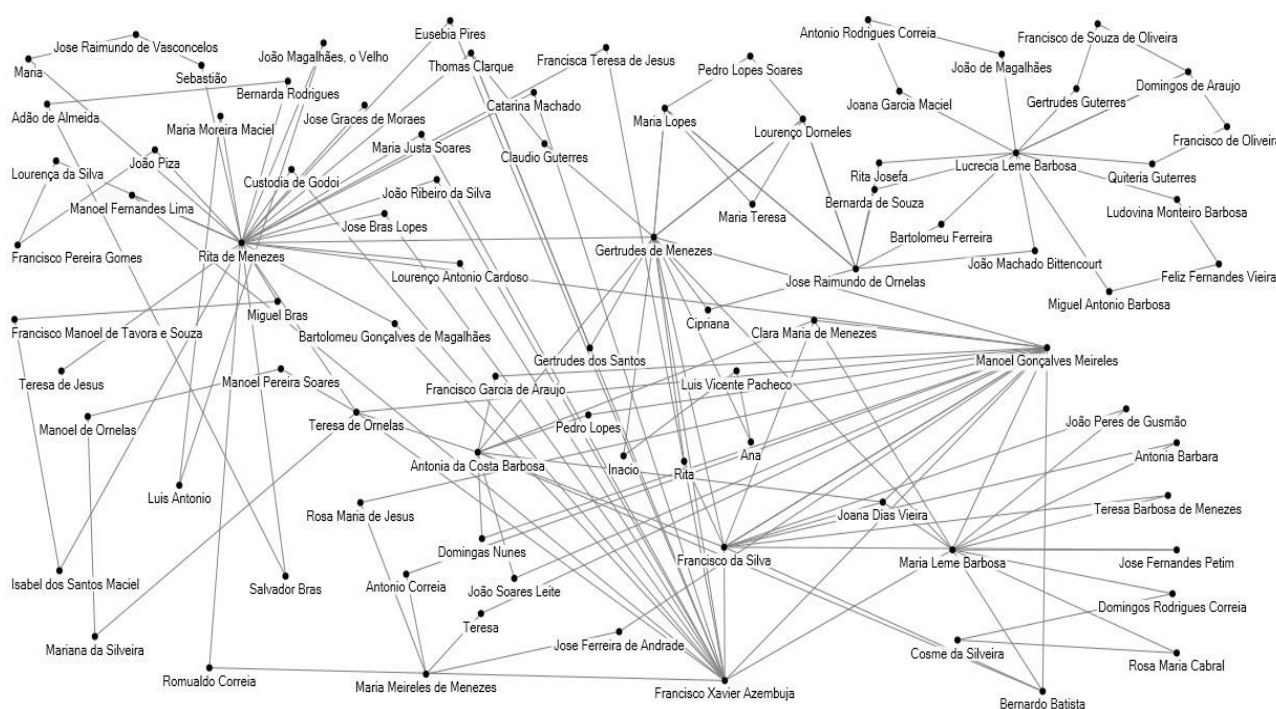 Eusebia Pires
Antonio Rodrigues Correia
Francisco de Souza de Oliveira
Jose Raimundo de Vasconcelos
João Magalhães, o Velho
Thomas Clarque
Francisca Teresa de Jesus
Pedro Lopes Soares
João de Magalhães
Maria
Sebastião
Bernarda Rodrigues
Domingos de Araujo
Catarina Machado
Joana Garcia Maciel
Gertrudes Guterres
Adão de Almeida
Maria Moreira Maciel
Jose Graces de Moraes
Maria Lopes
Lourenço Dorneles
Francisco de Oliveira
Maria Justa Soares
Claudio Guterres
João Piza
Lourença da Silva
Custodia de Godoi
Rita Josefa
Lucrecia Leme Barbosa
Quiteria Guterres
João Ribeiro da Silva
Manoel Fernandes Lima
Bernarda de Souza
Ludovina Monteiro Barbosa
Maria Teresa
Jose Bras Lopes
Bartolomeu Ferreira
Francisco Pereira Gomes
Rita de Menezes
Gertrudes de Menezes
João Machado Bittencourt
Lourenço Antonio Cardoso
Jose Raimundo de Ornelas
Feliz Fernandes Vieira
Miguel Antonio Barbosa
Miguel Bras
Cipriana
Francisco Manoel de Tavora e Souza
Bartolomeu Gonçalves de Magalhães
Clara Maria de Menezes
Gertrudes dos Santos
Manoel Gonçalves Meireles
Teresa de Jesus
Manoel Pereira Soares
Francisco Garcia de Araujo
Luis Vicente Pacheco
Manoel de Ornelas
Teresa de Ornelas
Pedro Lopes
João Peres de Gusmão
Antonia da Costa Barbosa
Inacio
Rita
Ana
Antonia Barbara
Luis Antonio
Rosa Maria de Jesus
Joana Dias Vieira
Teresa Barbosa de Menezes
Domingas Nunes
Francisco da Silva
Maria Leme Barbosa
Jose Fernandes Petim
Isabel dos Santos Maciel
Salvador Bras
Antonio Correia
João Soares Leite
Domingos Rodrigues Correia
Teresa
Mariana da Silveira
Jose Ferreira de Andrade
Cosme da Silveira
Rosa Maria Cabral
Romualdo Correia
Maria Meireles de Menezes
Francisco Xavier Azembuja
Bernardo Batista